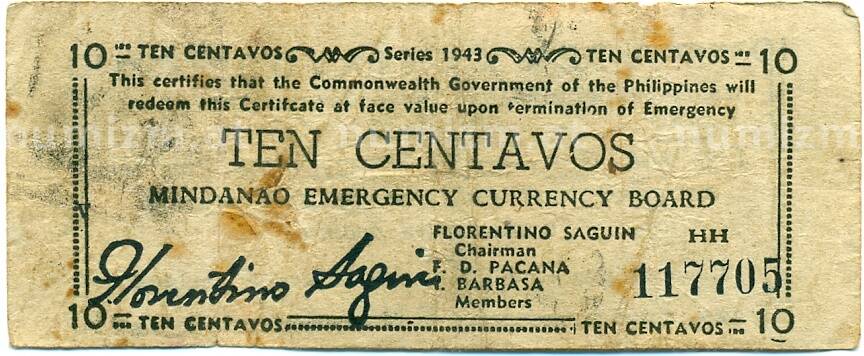 10 TEN CENTAVOS Series 1943 TEN CENTAVOS 10
This certifies that the Commonwealth Government of the Philippines will
redeem this Certifcate at face value upon termination of Emergency
TEN CENTAVOS
MINDANAO EMERGENCY CURRENCY BOARD
FLORENTINO SAGUIN HH
Chairman
F. D. PACANA 117705
BARBASA
Members
Florentino Saguin
10 TEN CENTAVOS TEN CENTAVOS 10